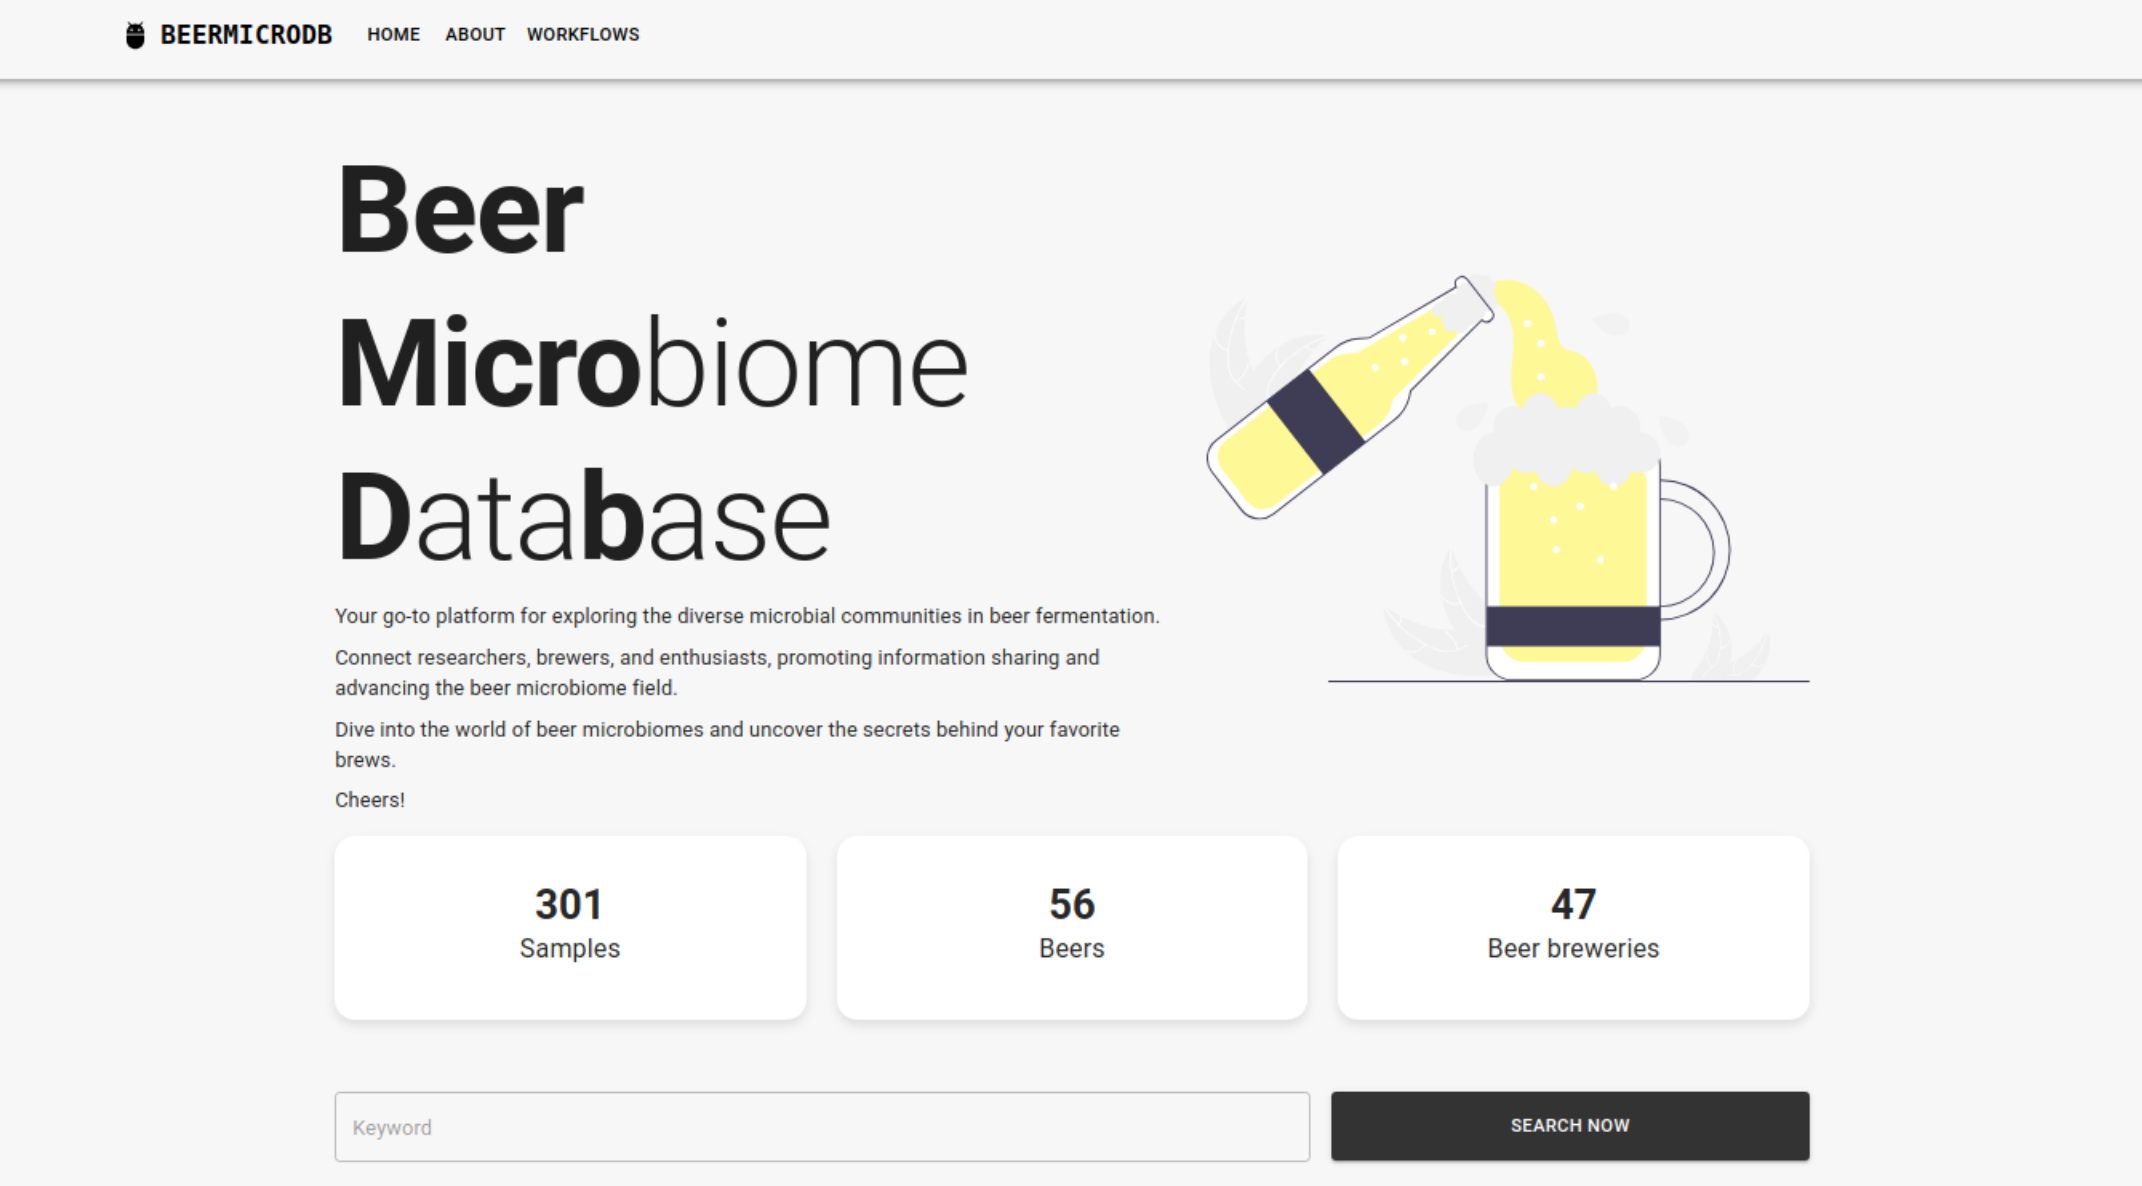 BEERMICRODB HOME ABOUT WORKFLOWS
Beer
Microbiome
Database
Your go-to platform for exploring the diverse microbial communities in beer fermentation.
Connect researchers, brewers, and enthusiasts, promoting information sharing and
advancing the beer microbiome field.
Dive into the world of beer microbiomes and uncover the secrets behind your favorite
brews.
Cheers!
301
Samples
56
Beers
47
Beer breweries
Keyword
SEARCH NOW